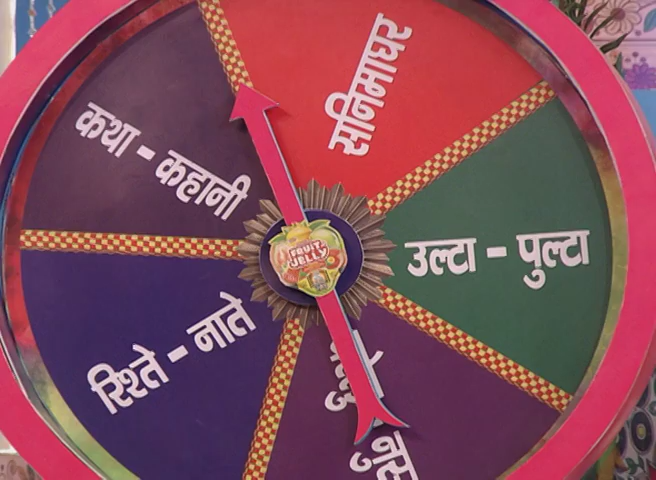 सनिमाघर
कथा - कहानी
उल्टा - पुल्टा
रिश्ते - नाते
FRUIT
JELLY